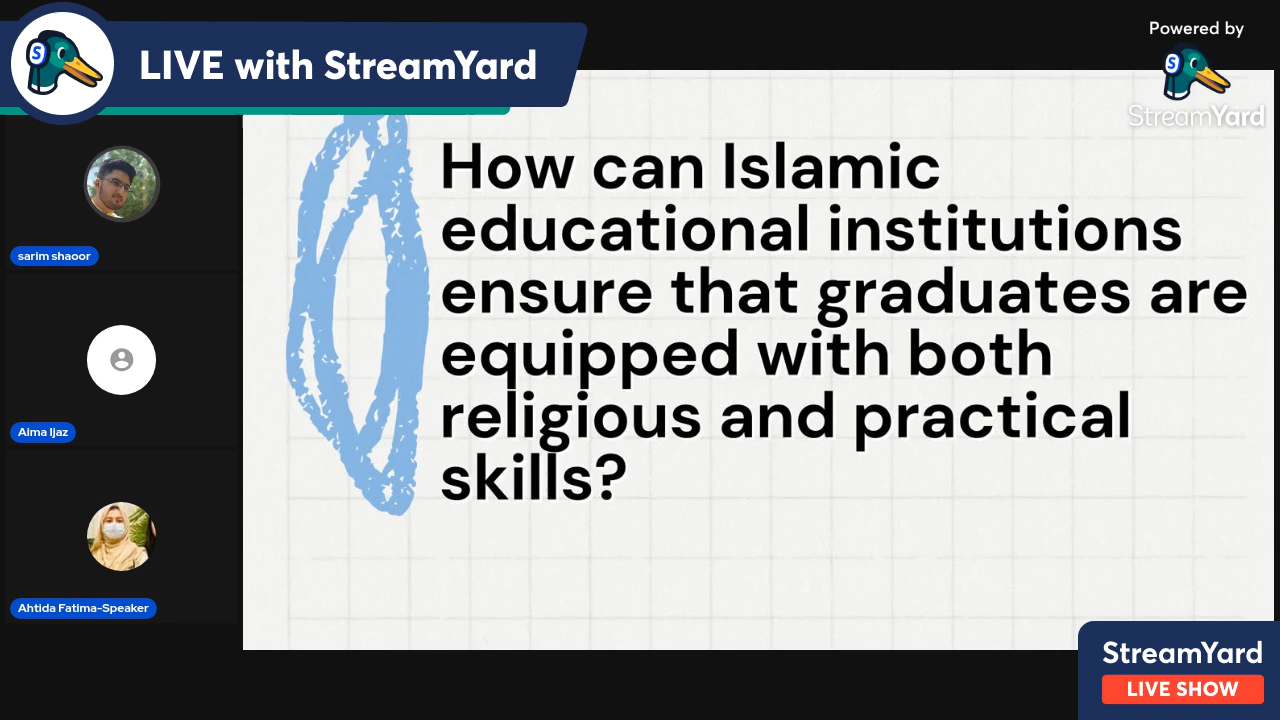 LIVE with StreamYard
Powered by
StreamYard
sarim shaoor
Aima Ijaz
Ahtida Fatima-Speaker
How can Islamic
educational institutions
ensure that graduates are
equipped with both
religious and practical
skills?
StreamYard
LIVE SHOW